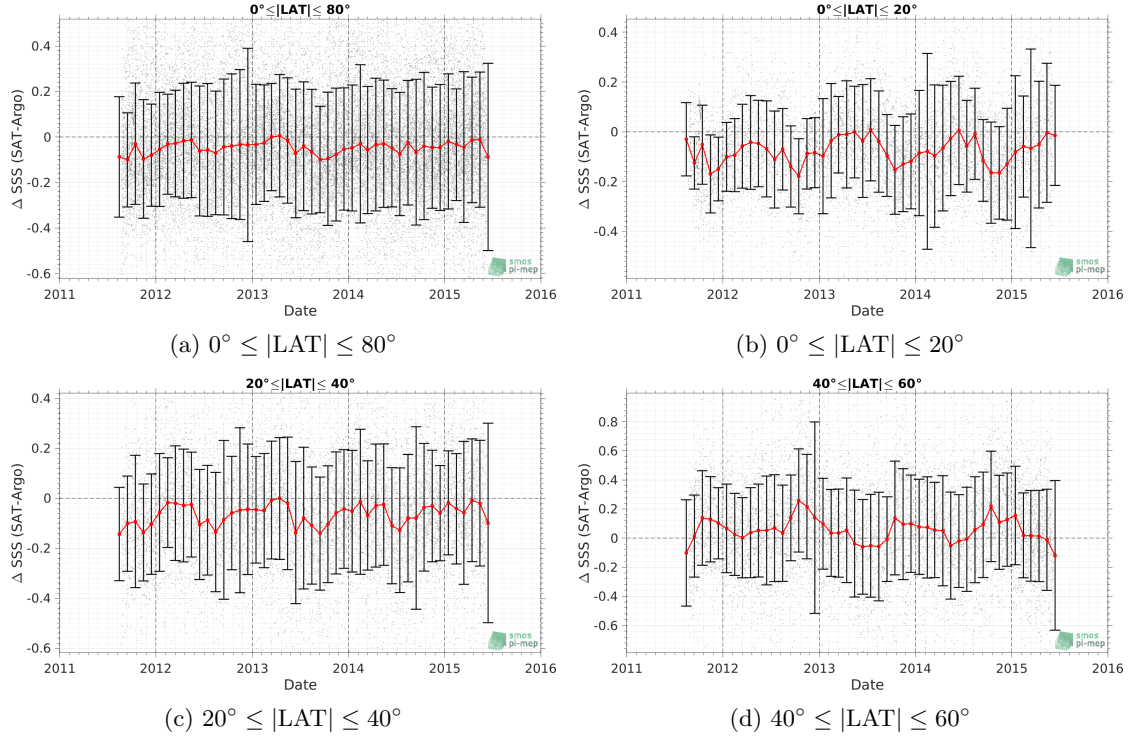 0°≤|LAT|≤ 80°
Δ SSS (SAT-Argo)
0.4
0.2
0
-0.2
-0.4
-0.6
2011 2012 2013 2014 2015 2016
Date
smos
pi-mep
(a) 0° ≤ |LAT| ≤ 80°
0°≤|LAT|≤ 20°
Δ SSS (SAT-Argo)
0.4
0.2
0
-0.2
-0.4
2011 2012 2013 2014 2015 2016
Date
smos
pi-mep
(b) 0° ≤ |LAT| ≤ 20°
20°≤|LAT|≤ 40°
Δ SSS (SAT-Argo)
0.4
0.2
0
-0.2
-0.4
-0.6
2011 2012 2013 2014 2015 2016
Date
smos
pi-mep
(c) 20° ≤ |LAT| ≤ 40°
40°≤|LAT|≤ 60°
Δ SSS (SAT-Argo)
0.8
0.6
0.4
0.2
0
-0.2
-0.4
-0.6
2011 2012 2013 2014 2015 2016
Date
smos
pi-mep
(d) 40° ≤ |LAT| ≤ 60°